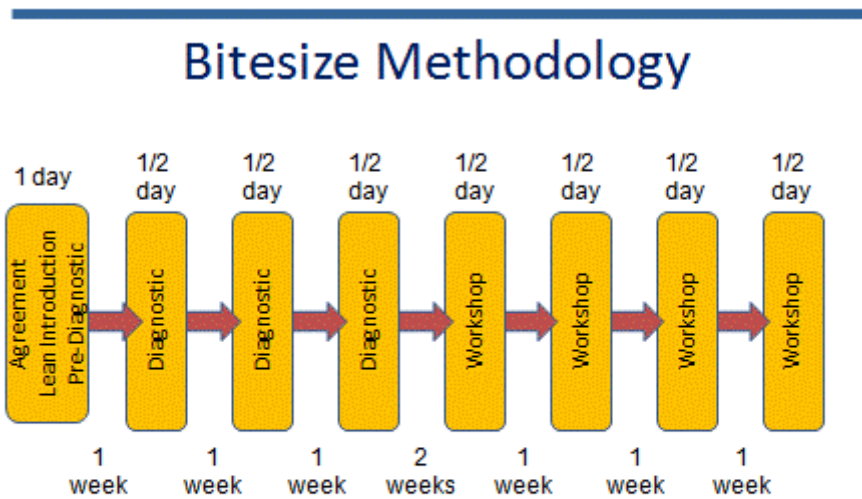 Bitesize Methodology
1 day
1/2
day
1/2
day
1/2
day
1/2
day
1/2
day
1/2
day
1/2
day
Agreement
Lean Introduction
Pre-Diagnostic
Diagnostic
Diagnostic
Diagnostic
Workshop
Workshop
Workshop
Workshop
1
week
1
week
1
week
2
weeks
1
week
1
week
1
week